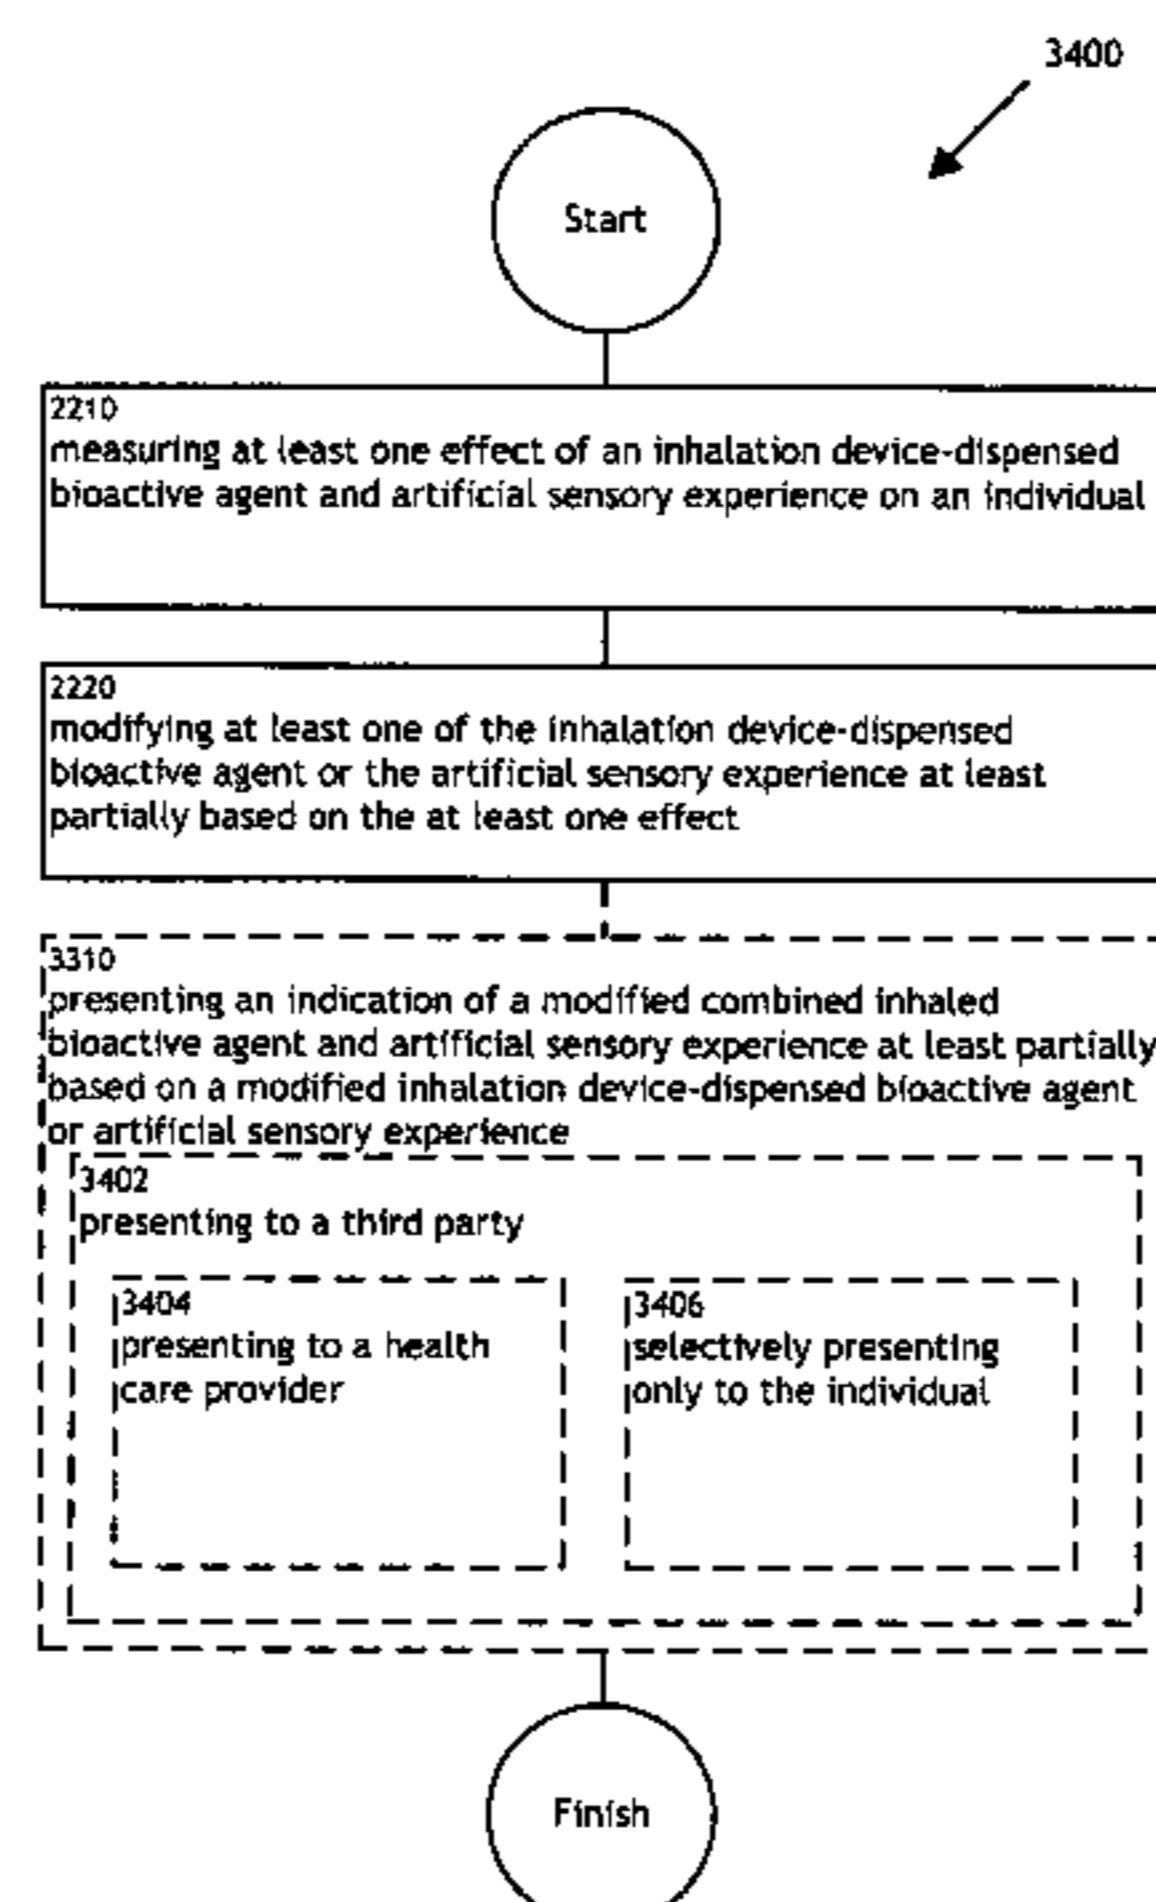 3400
Start
2210
measuring at least one effect of an inhalation device-dispensed
bioactive agent and artificial sensory experience on an individual
2220
modifying at least one of the inhalation device-dispensed
bioactive agent or the artificial sensory experience at least
partially based on the at least one effect
3310
presenting an indication of a modified combined inhaled
bioactive agent and artificial sensory experience at least partially
based on a modified inhalation device-dispensed bioactive agent
or artificial sensory experience
3402
presenting to a third party
3404
presenting to a health
care provider
3406
selectively presenting
only to the individual
Finish